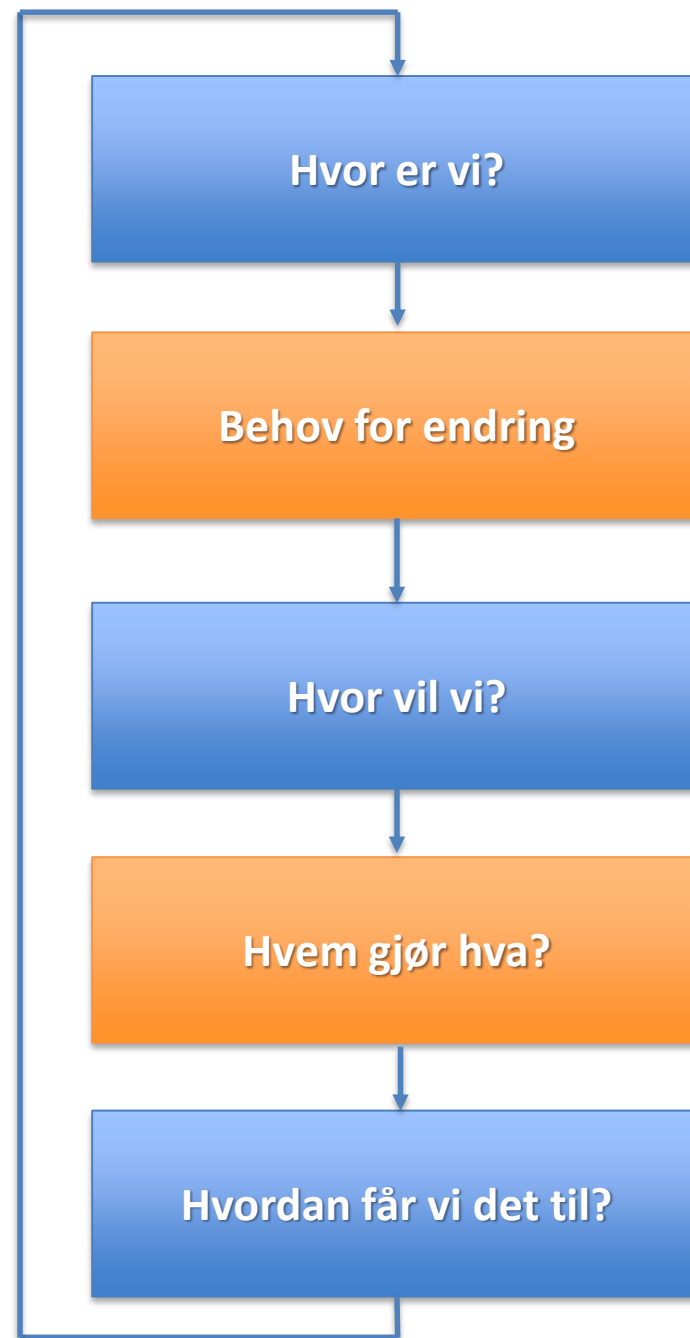 Hvor er vi?
Behov for endring
Hvor vil vi?
Hvem gjør hva?
Hvordan får vi det til?